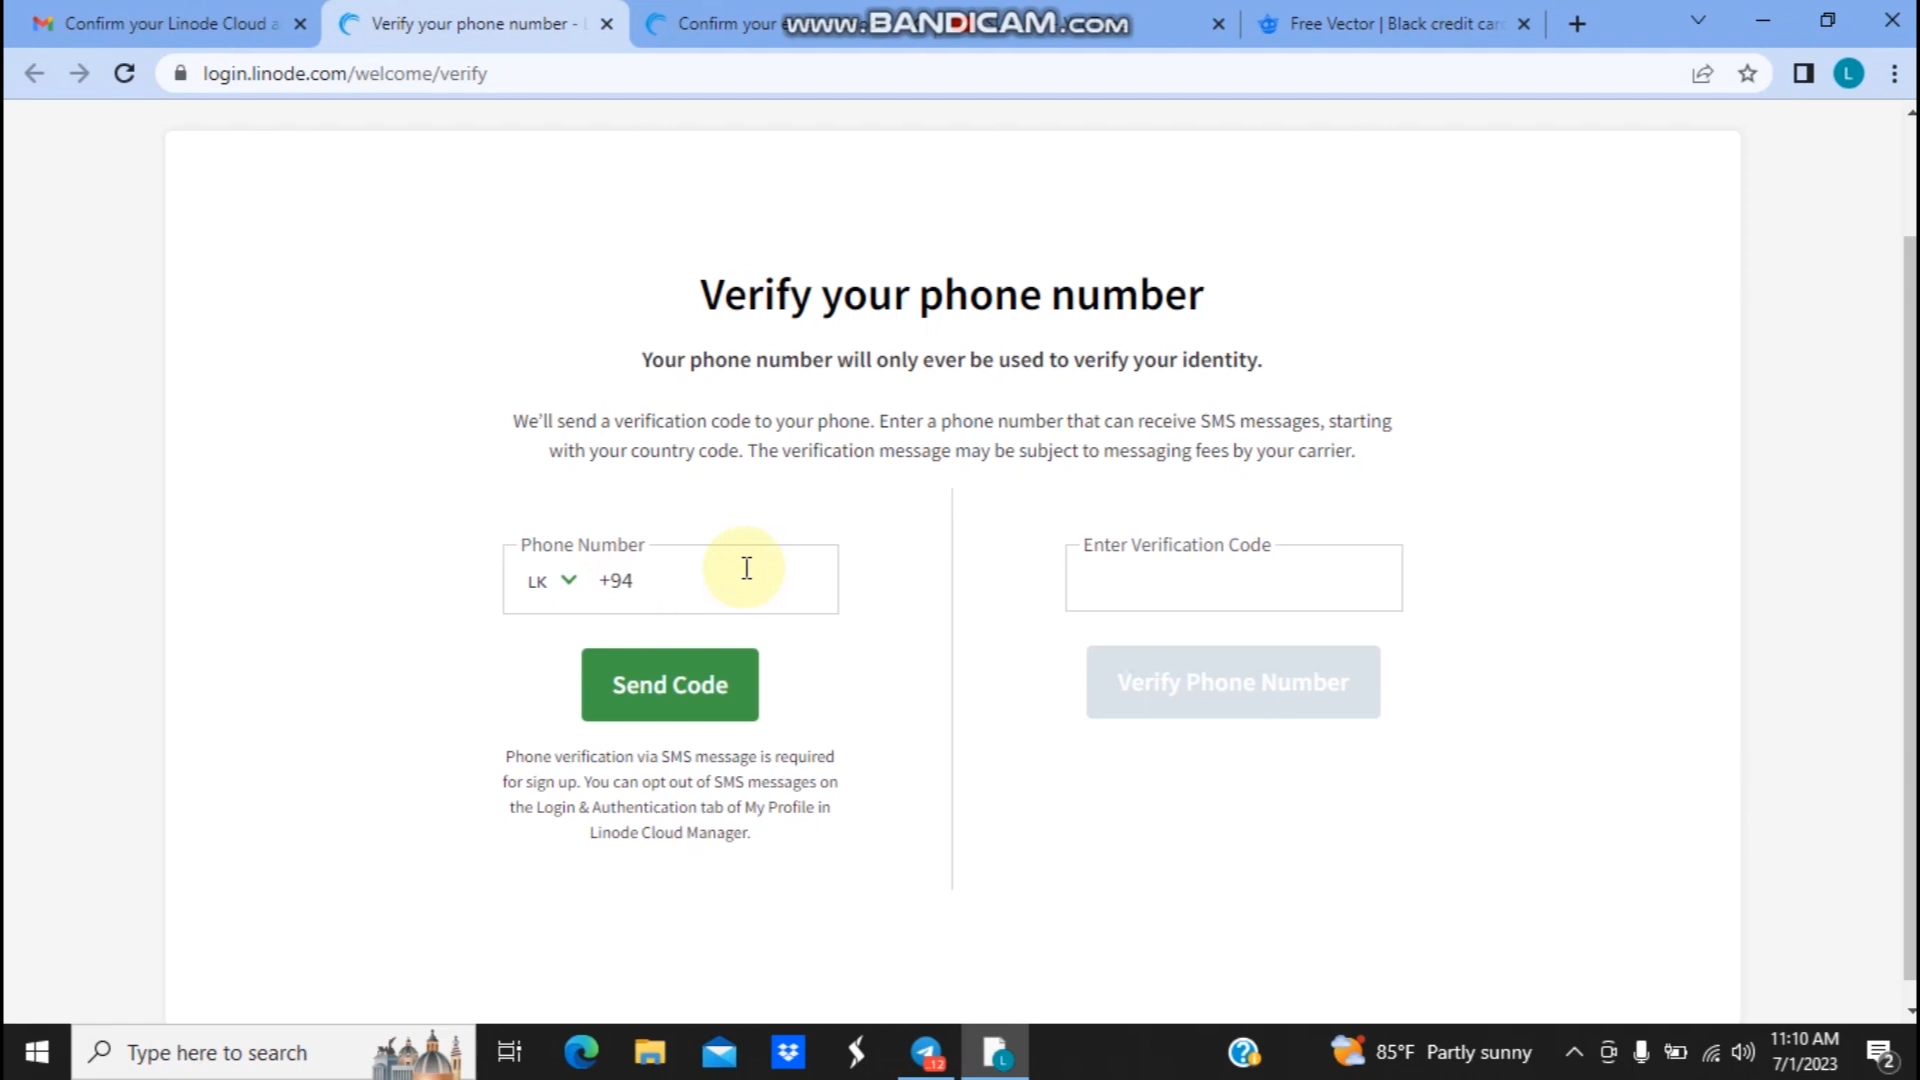 Confirm your Linode Cloud a
Verify your phone number - L
Confirm your e
www.BANDICAM.com
Free Vector | Black credit card
login.linode.com/welcome/verify
L
Verify your phone number
Your phone number will only ever be used to verify your identity.
We'll send a verification code to your phone. Enter a phone number that can receive SMS messages, starting
with your country code. The verification message may be subject to messaging fees by your carrier.
Phone Number
LK
+94
Enter Verification Code
Send Code
Verify Phone Number
Phone verification via SMS message is required
for sign up. You can opt out of SMS messages on
the Login & Authentication tab of My Profile in
Linode Cloud Manager.
Type here to search
12
L
85°F Partly sunny
11:10 AM
7/1/2023
2